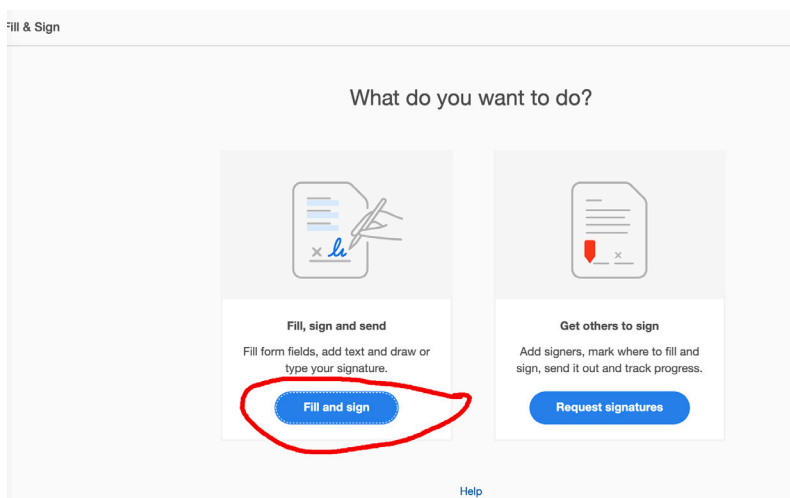 Fill & Sign
What do you want to do?
Fill, sign and send
Fill form fields, add text and draw or
type your signature.
Fill and sign
Get others to sign
Add signers, mark where to fill and
sign, send it out and track progress.
Request signatures
Help